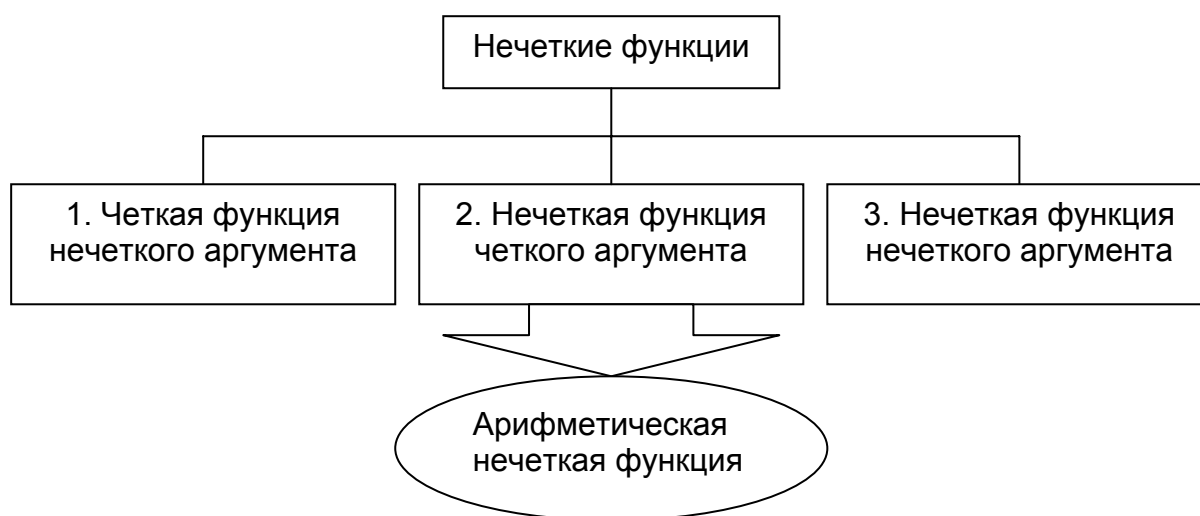 Нечеткие функции
1. Четкая функция
нечеткого аргумента
2. Нечеткая функция
четкого аргумента
3. Нечеткая функция
нечеткого аргумента
Арифметическая
нечеткая функция